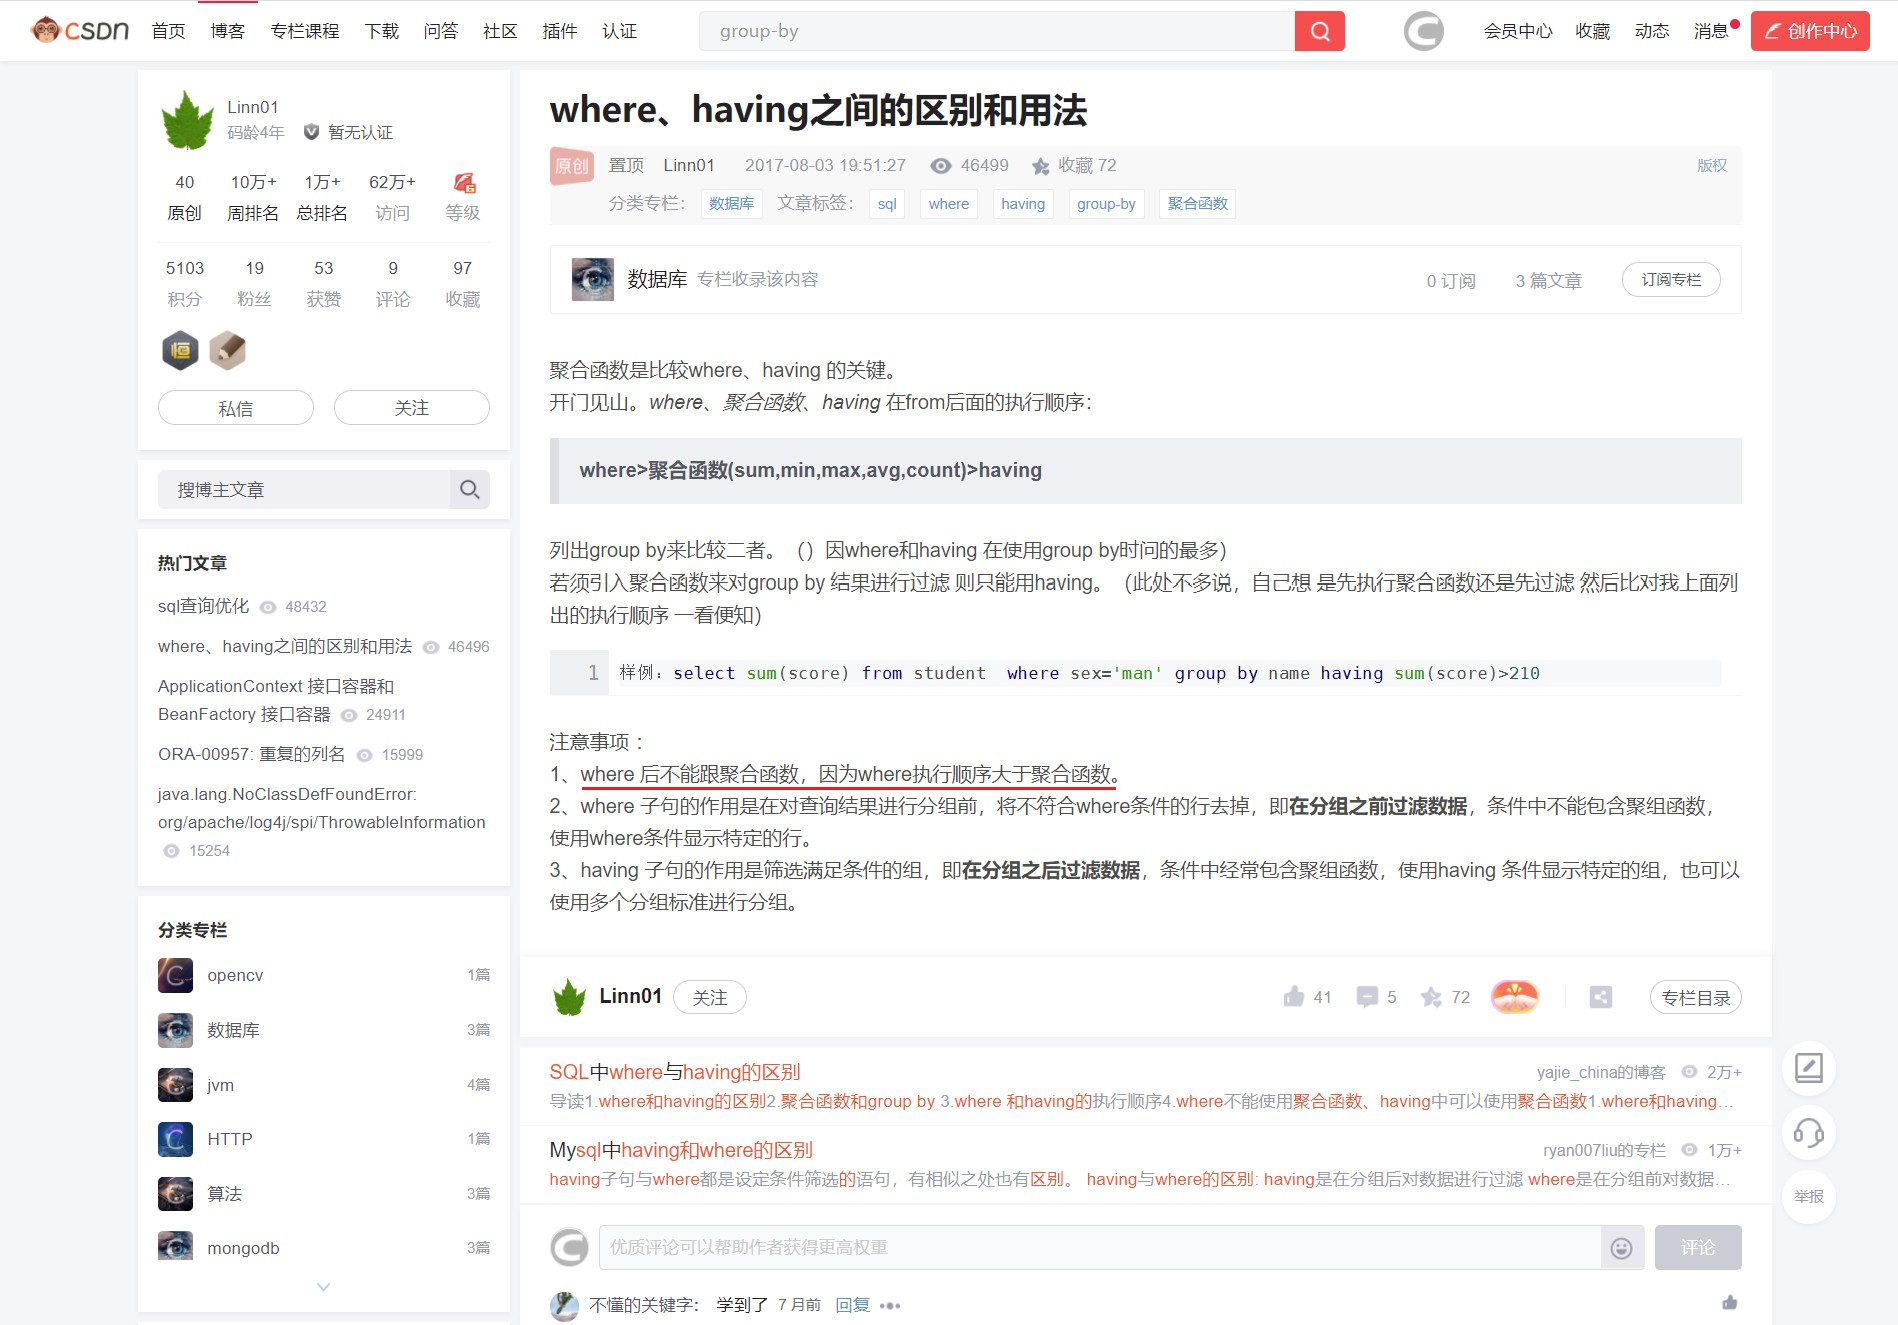 CSDN 首页 博客 专栏课程 下载 问答 社区 插件 认证 group-by 会员中心 收藏 动态 消息 创作中心
Linn01
码龄4年 暂无认证
40 10万+ 1万+ 62万+
原创 周排名 总排名 访问 等级
5103 19 53 9 97
积分 粉丝 获赞 评论 收藏
私信 关注
搜博主文章
热门文章
sql查询优化 48432
where、having之间的区别和用法 46496
ApplicationContext 接口容器和
BeanFactory 接口容器 24911
ORA-00957: 重复的列名 15999
java.lang.NoClassDefFoundError:
org/apache/log4j/spi/ThrowableInformation
15254
分类专栏
opencv 1篇
数据库 3篇
jvm 4篇
HTTP 1篇
算法 3篇
mongodb 3篇
where、having之间的区别和用法
原创 置顶 Linn01 2017-08-03 19:51:27 46499 收藏 72 版权
分类专栏： 数据库 文章标签： sql where having group-by 聚合函数
数据库 专栏收录该内容 0 订阅 3 篇文章 订阅专栏
聚合函数是比较where、having 的关键。
开门见山。where、聚合函数、having 在from后面的执行顺序：
where>聚合函数(sum,min,max,avg,count)>having
列出group by来比较二者。（）因where和having 在使用group by时问的最多）
若须引入聚合函数来对group by 结果进行过滤 则只能用having。（此处不多说，自己想 是先执行聚合函数还是先过滤 然后比对我上面列
出的执行顺序 一看便知）
1 样例：select sum(score) from student  where sex='man' group by name having sum(score)>210
注意事项 ：
1、where 后不能跟聚合函数，因为where执行顺序大于聚合函数。
2、where 子句的作用是在对查询结果进行分组前，将不符合where条件的行去掉，即在分组之前过滤数据，条件中不能包含聚组函数，
使用where条件显示特定的行。
3、having 子句的作用是筛选满足条件的组，即在分组之后过滤数据，条件中经常包含聚组函数，使用having 条件显示特定的组，也可以
使用多个分组标准进行分组。
Linn01 关注 41 5 72 专栏目录
SQL中where与having的区别 yajie_china的博客 2万+
导读1.where和having的区别2.聚合函数和group by 3.where 和having的执行顺序4.where不能使用聚合函数、having中可以使用聚合函数1.where和having...
Mysql中having和where的区别 ryan007liu的专栏 1万+
having子句与where都是设定条件筛选的语句，有相似之处也有区别。 having与where的区别: having是在分组后对数据进行过滤 where是在分组前对数据...
优质评论可以帮助作者获得更高权重 评论
不懂的关键字： 学到了 7 月前 回复
举报